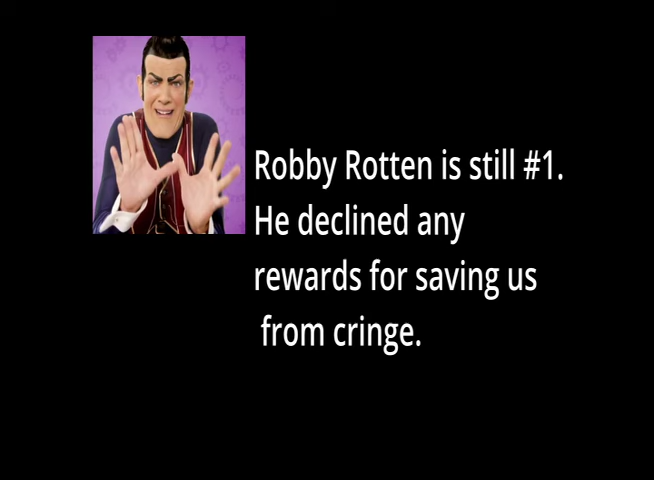 Robby Rotten is still #1.
He declined any
rewards for saving us
from cringe.